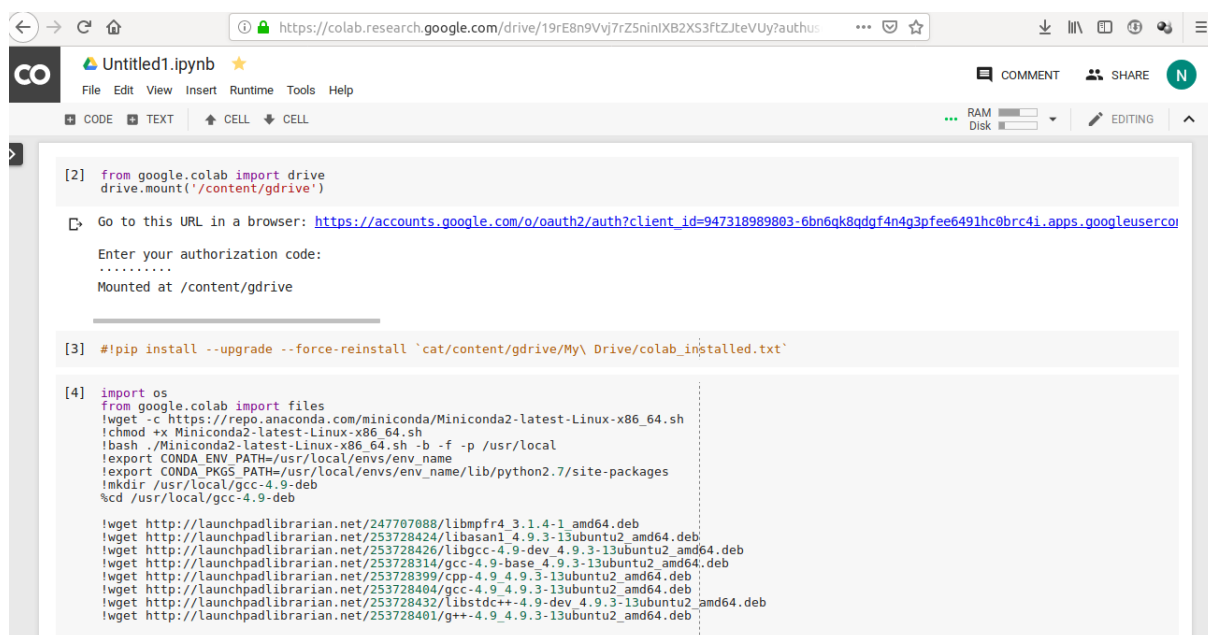 https://colab.research.google.com/drive/19rE8n9Vvj7rZ5ninIXB2XS3ftZJteVUy?authus
CO
Untitled1.ipynb
COMMENT SHARE N
File Edit View Insert Runtime Tools Help
CODE TEXT CELL CELL
RAM
Disk
EDITING
[2] from google.colab import drive
drive.mount('/content/gdrive')
Go to this URL in a browser: https://accounts.google.com/o/oauth2/auth?client_id=947318989803-6bn6qk8qdgf4n4g3pfee6491hc0brc4i.apps.googleusercon
Enter your authorization code:
··········
Mounted at /content/gdrive
[3] #!pip install --upgrade --force-reinstall `cat/content/gdrive/My\ Drive/colab_installed.txt`
[4] import os
from google.colab import files
!wget -c https://repo.anaconda.com/miniconda/Miniconda2-latest-Linux-x86_64.sh
!chmod +x Miniconda2-latest-Linux-x86_64.sh
!bash ./Miniconda2-latest-Linux-x86_64.sh -b -f -p /usr/local
!export CONDA_ENV_PATH=/usr/local/envs/env_name
!export CONDA_PKGS_PATH=/usr/local/envs/env_name/lib/python2.7/site-packages
!mkdir /usr/local/gcc-4.9-deb
%cd /usr/local/gcc-4.9-deb
!wget http://launchpadlibrarian.net/247707088/libmpfr4_3.1.4-1_amd64.deb
!wget http://launchpadlibrarian.net/253728424/libasan1_4.9.3-13ubuntu2_amd64.deb
!wget http://launchpadlibrarian.net/253728426/libgcc-4.9-dev_4.9.3-13ubuntu2_amd64.deb
!wget http://launchpadlibrarian.net/253728314/gcc-4.9-base_4.9.3-13ubuntu2_amd64.deb
!wget http://launchpadlibrarian.net/253728399/cpp-4.9_4.9.3-13ubuntu2_amd64.deb
!wget http://launchpadlibrarian.net/253728404/gcc-4.9_4.9.3-13ubuntu2_amd64.deb
!wget http://launchpadlibrarian.net/253728432/libstdc++-4.9-dev_4.9.3-13ubuntu2_amd64.deb
!wget http://launchpadlibrarian.net/253728401/g++-4.9_4.9.3-13ubuntu2_amd64.deb